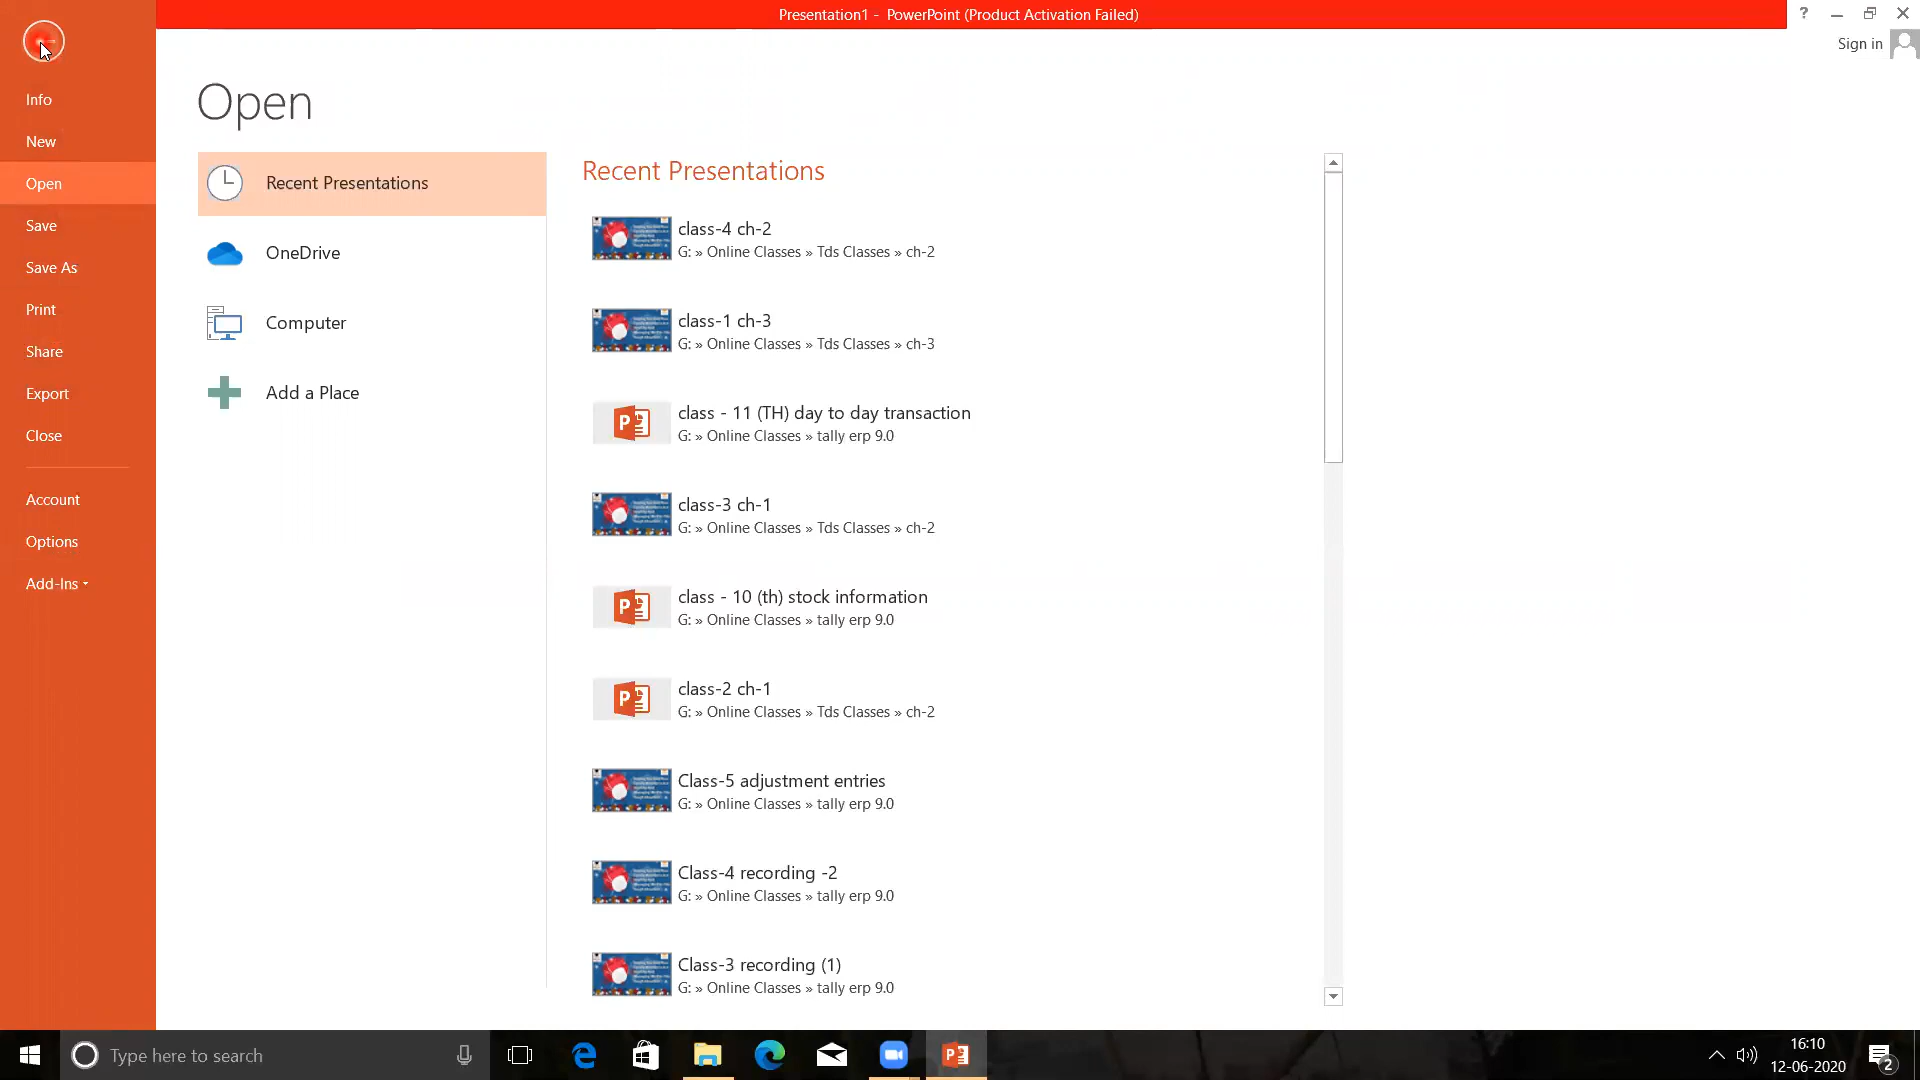 Presentation1 - PowerPoint (Product Activation Failed)
?
Sign in
Info
New
Open
Save
Save As
Print
Share
Export
Close
Account
Options
Add-Ins
Open
Recent Presentations
OneDrive
Computer
Add a Place
Recent Presentations
class-4 ch-2
G: » Online Classes » Tds Classes » ch-2
class-1 ch-3
G: » Online Classes » Tds Classes » ch-3
class - 11 (TH) day to day transaction
G: » Online Classes » tally erp 9.0
class-3 ch-1
G: » Online Classes » Tds Classes » ch-2
class - 10 (th) stock information
G: » Online Classes » tally erp 9.0
class-2 ch-1
G: » Online Classes » Tds Classes » ch-2
Class-5 adjustment entries
G: » Online Classes » tally erp 9.0
Class-4 recording -2
G: » Online Classes » tally erp 9.0
Class-3 recording (1)
G: » Online Classes » tally erp 9.0
Type here to search
16:10
12-06-2020
2